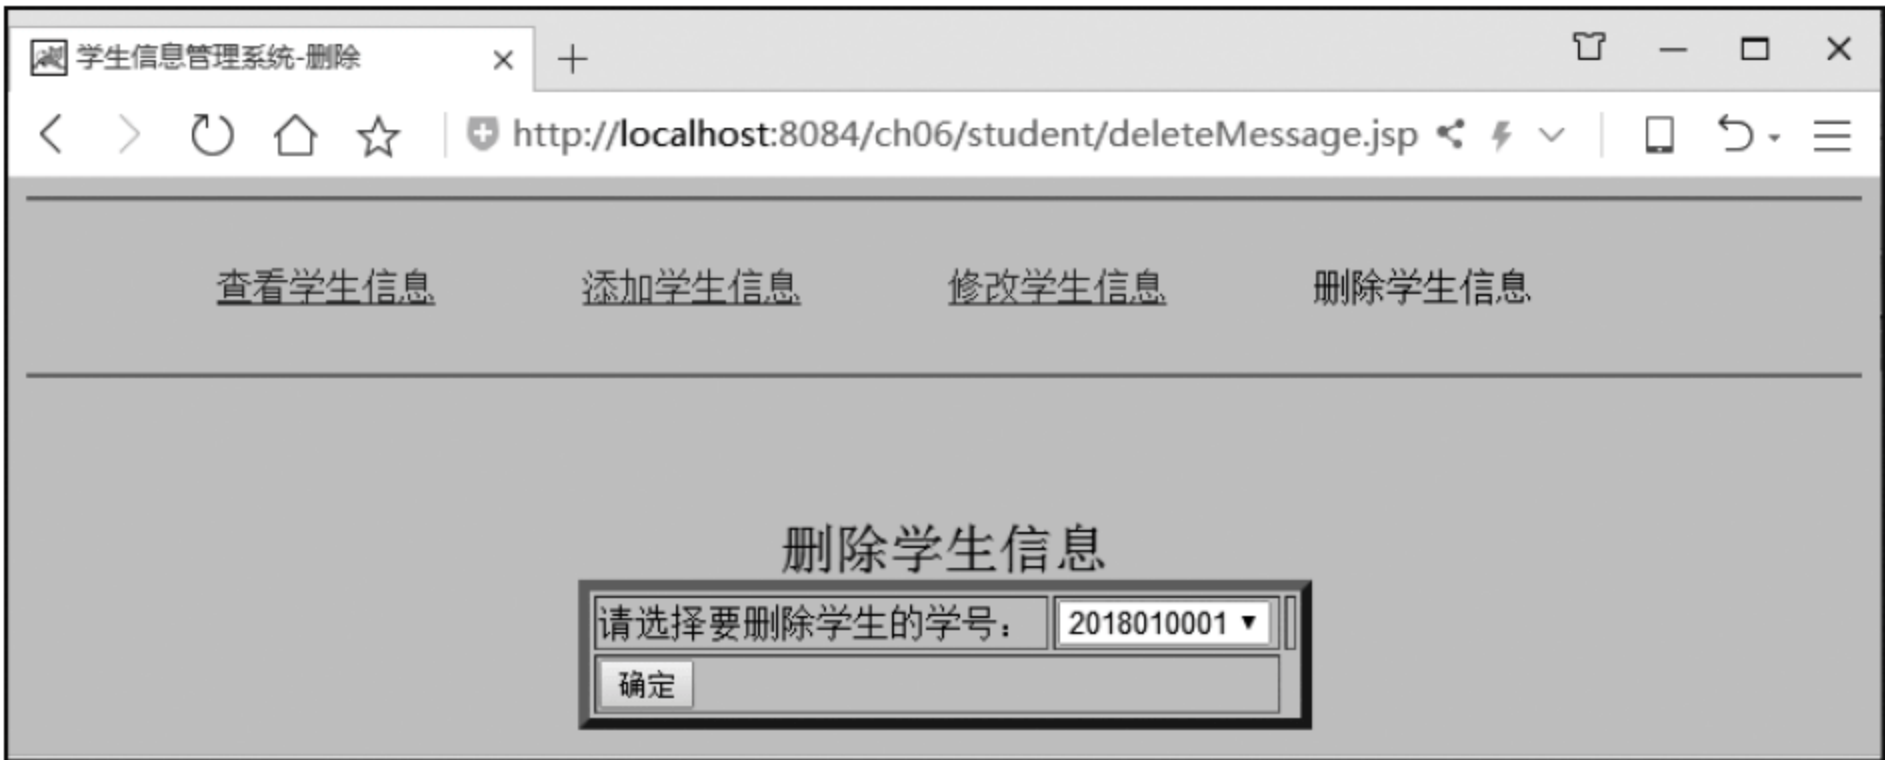 学生信息管理系统-删除
http://localhost:8084/ch06/student/deleteMessage.jsp
查看学生信息 添加学生信息 修改学生信息 删除学生信息
删除学生信息
请选择要删除学生的学号： 2018010001
确定